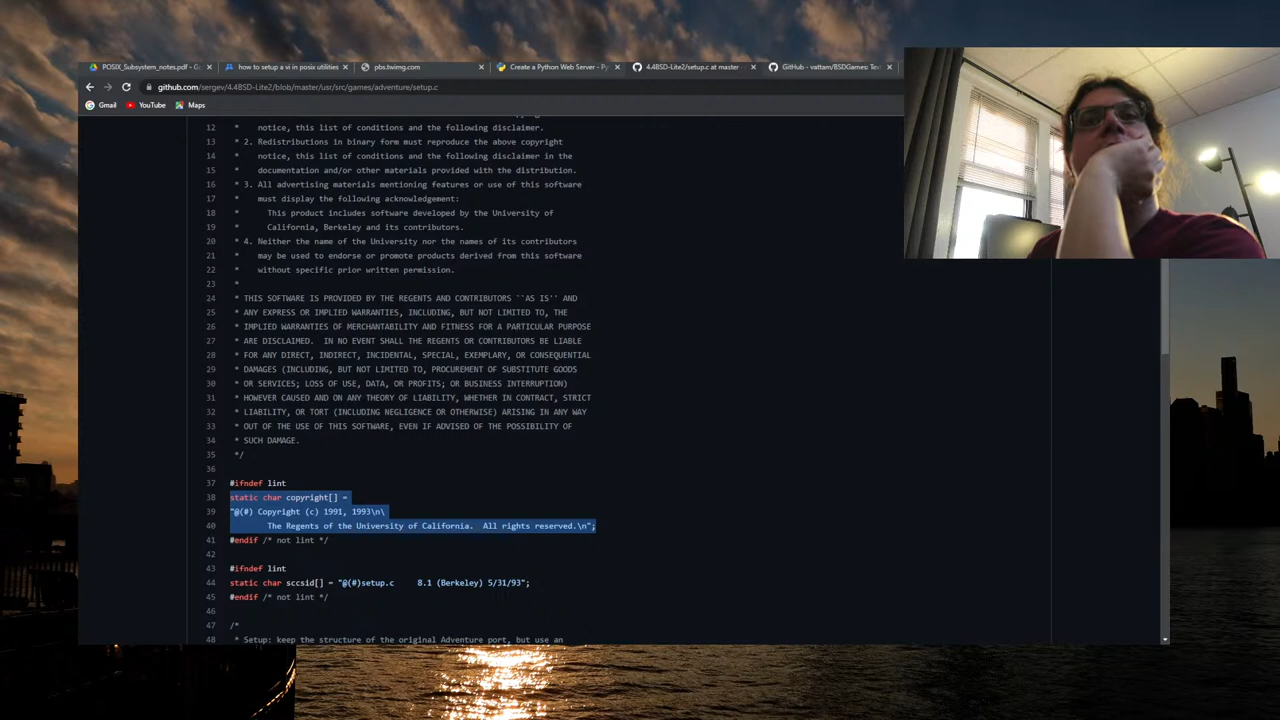 POSIX_Subsystem_notes.pdf - Go
how to setup a vi in posix utilities
pbs.twimg.com
Create a Python Web Server - Py
4.4BSD-Lite2/setup.c at master
GitHub - vattam/BSDGames: Tex
github.com/sergev/4.4BSD-Lite2/blob/master/usr/src/games/adventure/setup.c
Gmail
YouTube
Maps
12 * notice, this list of conditions and the following disclaimer.
13 * 2. Redistributions in binary form must reproduce the above copyright
14 * notice, this list of conditions and the following disclaimer in the
15 * documentation and/or other materials provided with the distribution.
16 * 3. All advertising materials mentioning features or use of this software
17 * must display the following acknowledgement:
18 * This product includes software developed by the University of
19 * California, Berkeley and its contributors.
20 * 4. Neither the name of the University nor the names of its contributors
21 * may be used to endorse or promote products derived from this software
22 * without specific prior written permission.
23 *
24 * THIS SOFTWARE IS PROVIDED BY THE REGENTS AND CONTRIBUTORS ``AS IS'' AND
25 * ANY EXPRESS OR IMPLIED WARRANTIES, INCLUDING, BUT NOT LIMITED TO, THE
26 * IMPLIED WARRANTIES OF MERCHANTABILITY AND FITNESS FOR A PARTICULAR PURPOSE
27 * ARE DISCLAIMED. IN NO EVENT SHALL THE REGENTS OR CONTRIBUTORS BE LIABLE
28 * FOR ANY DIRECT, INDIRECT, INCIDENTAL, SPECIAL, EXEMPLARY, OR CONSEQUENTIAL
29 * DAMAGES (INCLUDING, BUT NOT LIMITED TO, PROCUREMENT OF SUBSTITUTE GOODS
30 * OR SERVICES; LOSS OF USE, DATA, OR PROFITS; OR BUSINESS INTERRUPTION)
31 * HOWEVER CAUSED AND ON ANY THEORY OF LIABILITY, WHETHER IN CONTRACT, STRICT
32 * LIABILITY, OR TORT (INCLUDING NEGLIGENCE OR OTHERWISE) ARISING IN ANY WAY
33 * OUT OF THE USE OF THIS SOFTWARE, EVEN IF ADVISED OF THE POSSIBILITY OF
34 * SUCH DAMAGE.
35 */
36
37 #ifndef lint
38 static char copyright[] =
39 "@(#) Copyright (c) 1991, 1993\n\
40 The Regents of the University of California. All rights reserved.\n";
41 #endif /* not lint */
42
43 #ifndef lint
44 static char sccsid[] = "@(#)setup.c 8.1 (Berkeley) 5/31/93";
45 #endif /* not lint */
46
47 /*
48 * Setup: keep the structure of the original Adventure port, but use an